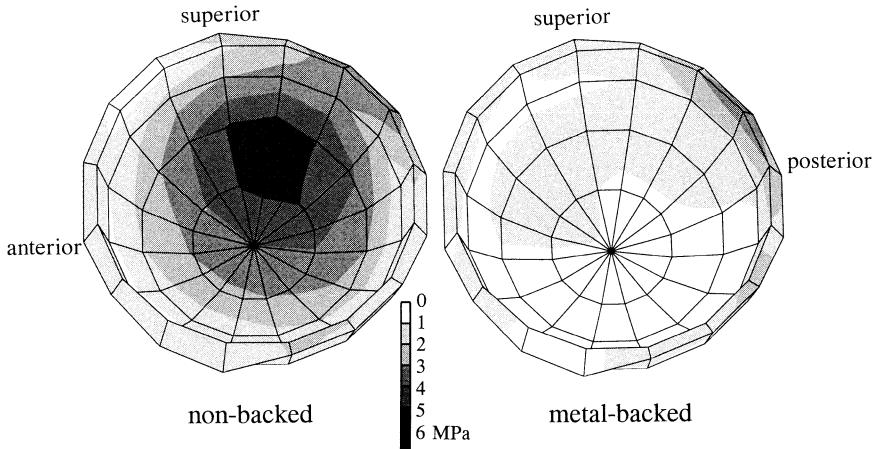 superior
superior
posterior
anterior
0
1
2
3
4
5
6 MPa
non-backed
metal-backed